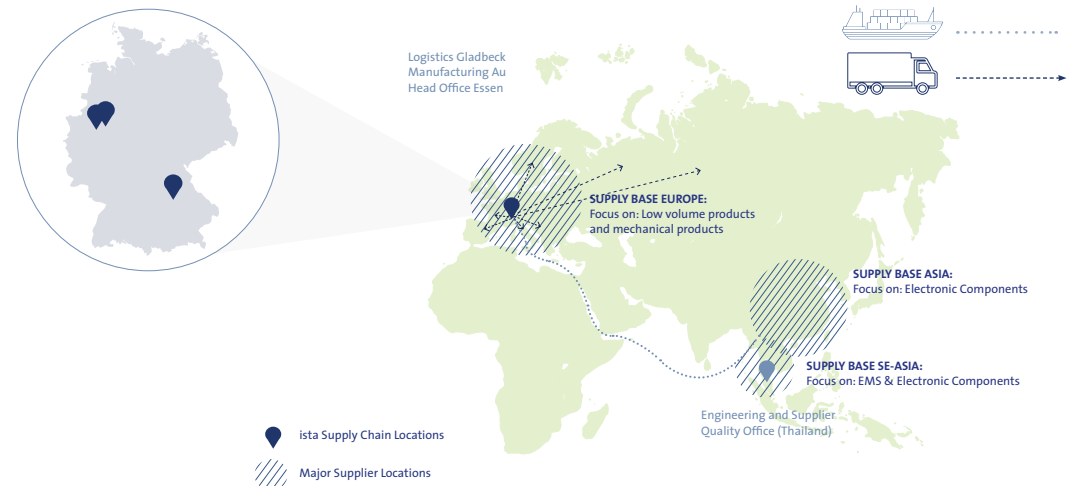 Logistics Gladbeck
Manufacturing Au
Head Office Essen
SUPPLY BASE EUROPE:
Focus on: Low volume products
and mechanical products
SUPPLY BASE ASIA:
Focus on: Electronic Components
SUPPLY BASE SE-ASIA:
Focus on: EMS & Electronic Components
Engineering and Supplier
Quality Office (Thailand)
ista Supply Chain Locations
Major Supplier Locations